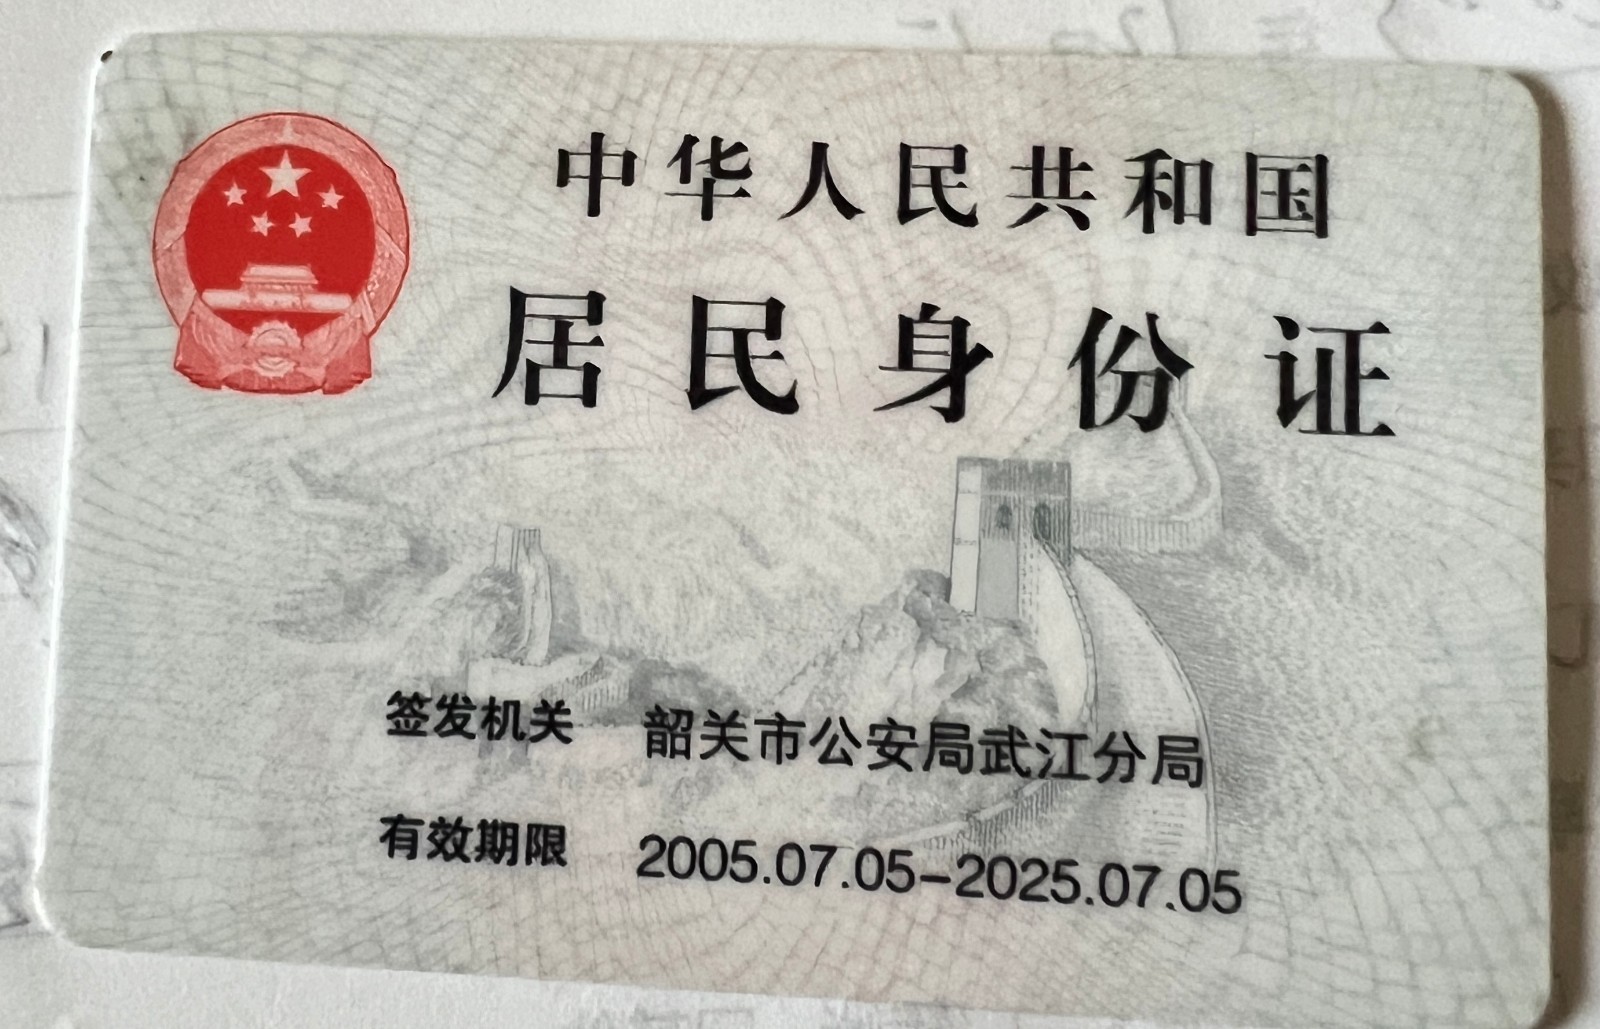 中华人民共和国
居民身份证
签发机关 韶关市公安局武江分局
有效期限 2005.07.05-2025.07.05